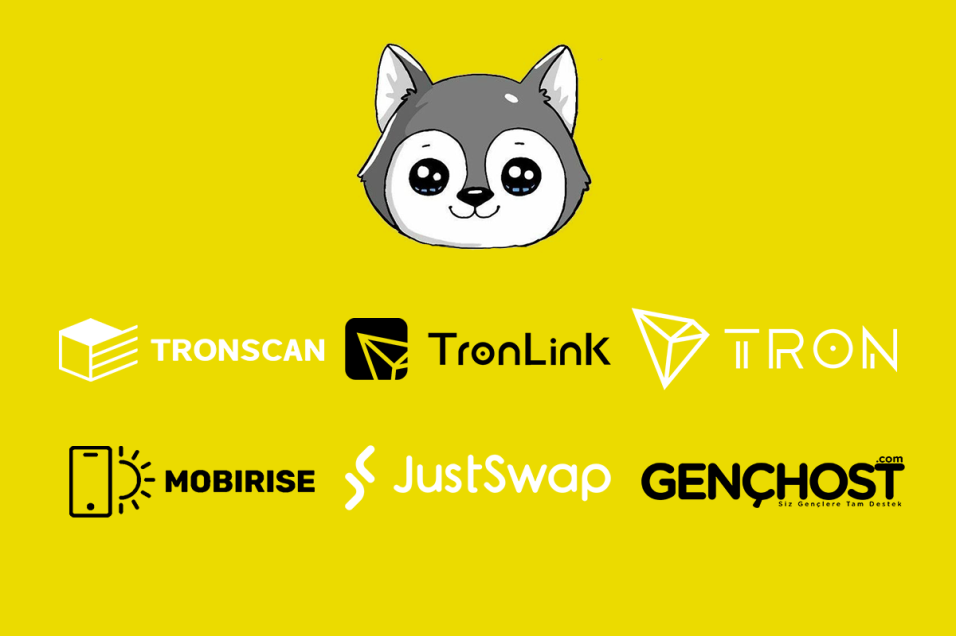 TRONSCAN
TronLink
TRON
MOBIRISE
JustSwap
GENÇHOST.com
Siz Gençlere Tam Destek